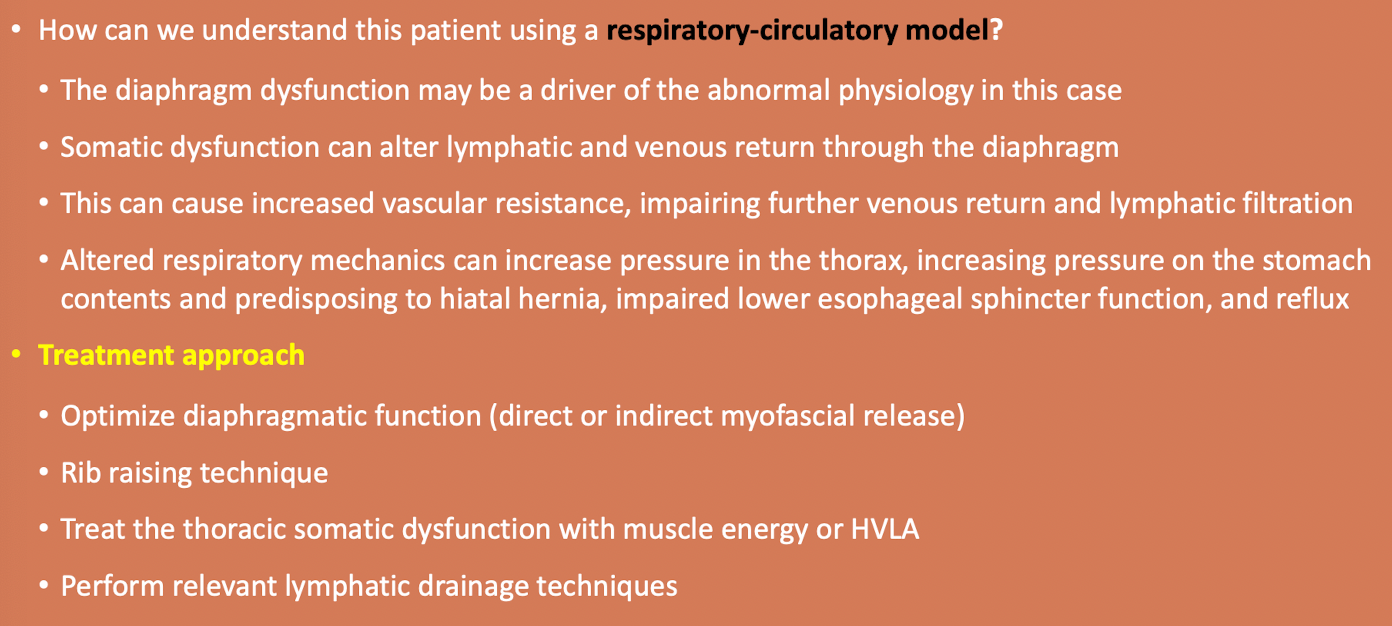 • How can we understand this patient using a respiratory-circulatory model?
• The diaphragm dysfunction may be a driver of the abnormal physiology in this case
• Somatic dysfunction can alter lymphatic and venous return through the diaphragm
• This can cause increased vascular resistance, impairing further venous return and lymphatic filtration
• Altered respiratory mechanics can increase pressure in the thorax, increasing pressure on the stomach
contents and predisposing to hiatal hernia, impaired lower esophageal sphincter function, and reflux
• Treatment approach
• Optimize diaphragmatic function (direct or indirect myofascial release)
• Rib raising technique
• Treat the thoracic somatic dysfunction with muscle energy or HVLA
• Perform relevant lymphatic drainage techniques